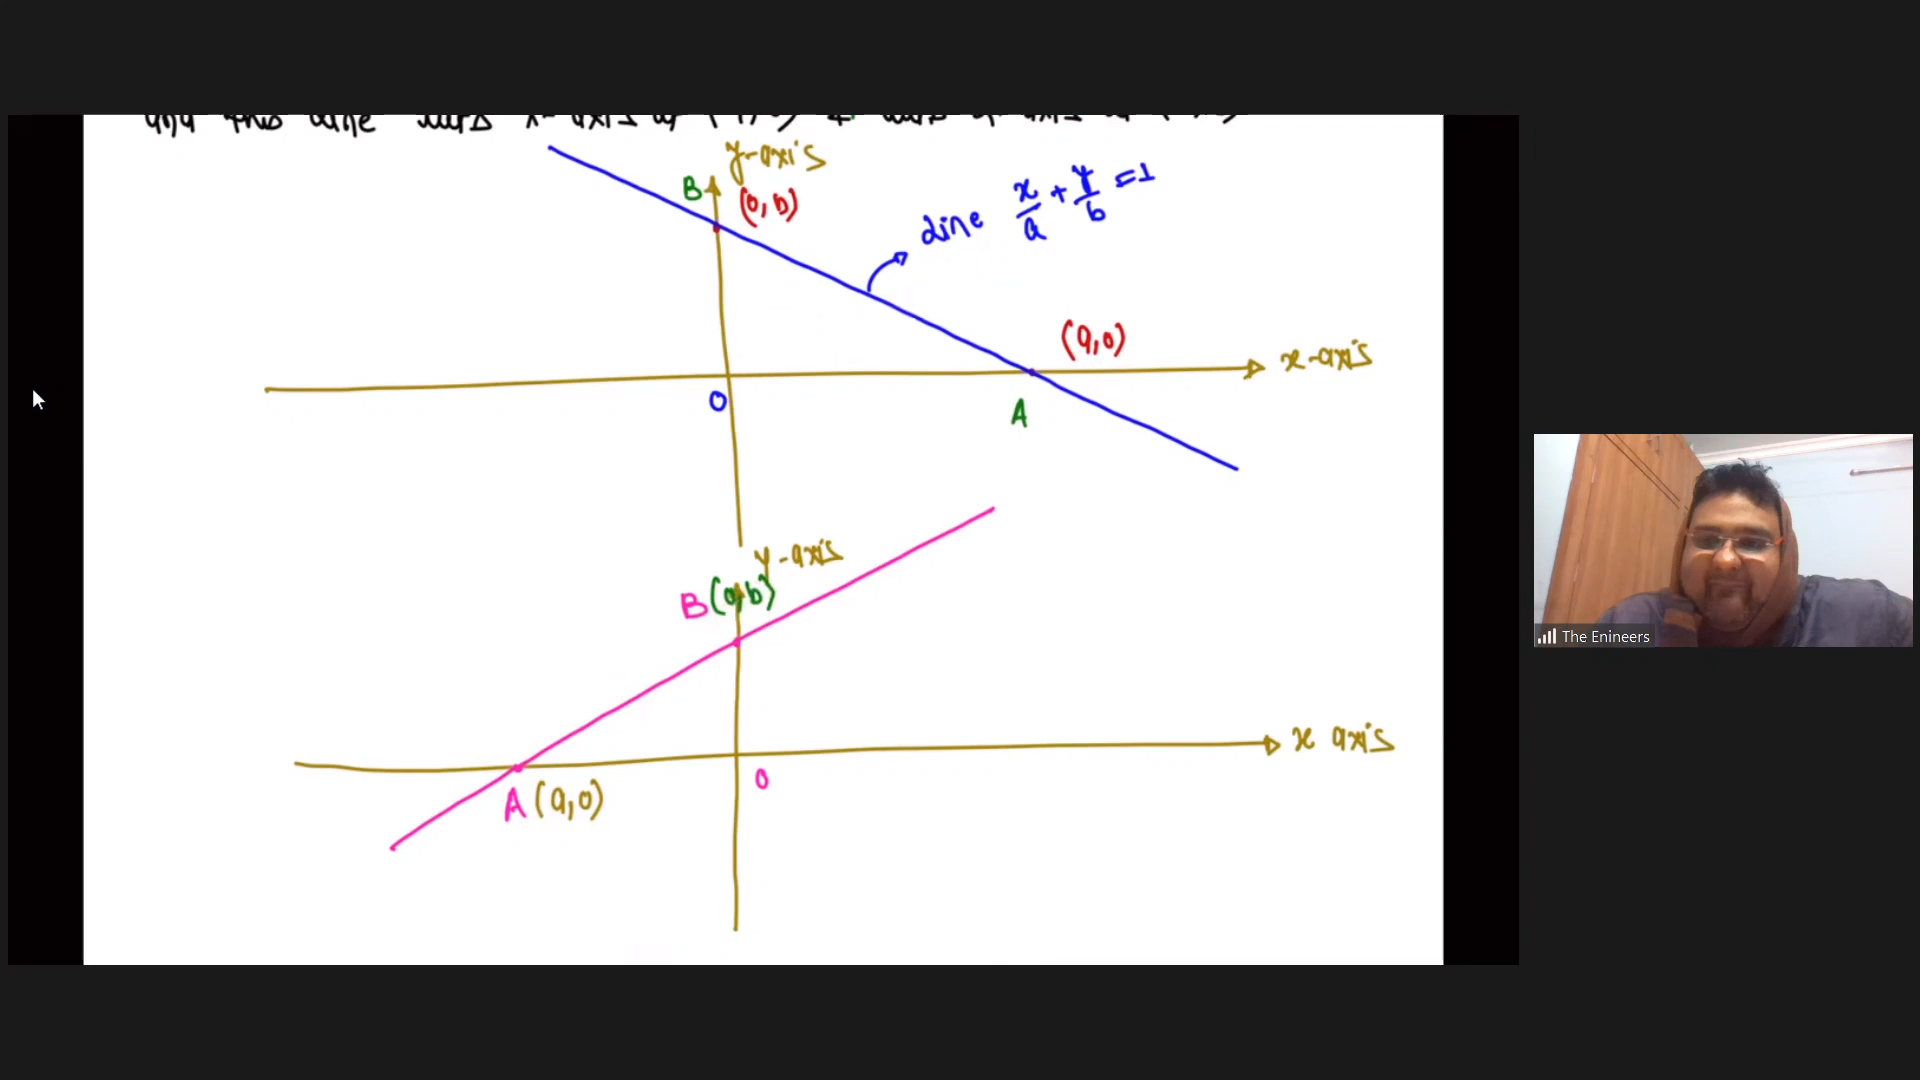 y-axis
B
(0, b)
Line x/a + y/b = 1
(a,0)
x-axis
O
A
y-axis
B(0,b)
x axis
O
A (a,0)
The Enineers